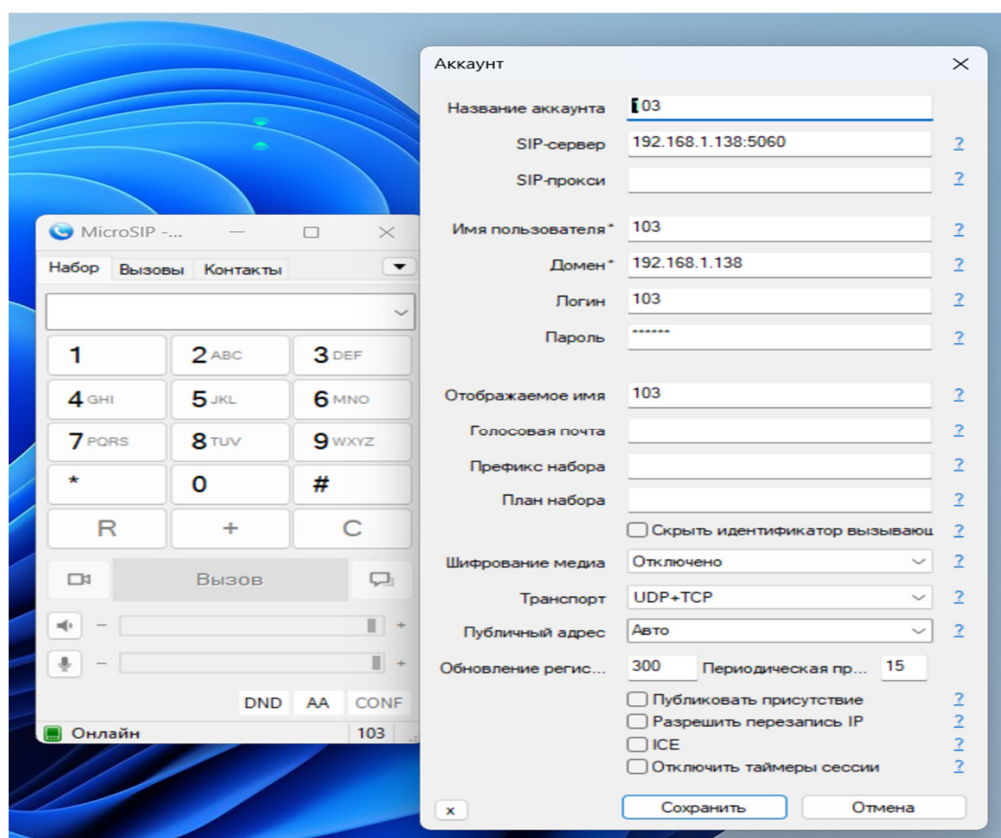 MicroSIP -...
Набор Вызовы Контакты
1 2 ABC 3 DEF
4 GHI 5 JKL 6 MNO
7 PQRS 8 TUV 9 WXYZ
* 0 #
R + C
Вызов
- +
- +
DND AA CONF
Онлайн 103
Аккаунт
Название аккаунта 103
SIP-сервер 192.168.1.138:5060 ?
SIP-прокси ?
Имя пользователя* 103 ?
Домен* 192.168.1.138 ?
Логин 103 ?
Пароль ****** ?
Отображаемое имя 103 ?
Голосовая почта ?
Префикс набора ?
План набора ?
Скрыть идентификатор вызывающ ?
Шифрование медиа Отключено ?
Транспорт UDP+TCP ?
Публичный адрес Авто ?
Обновление регис... 300 Периодическая пр... 15
Публиковать присутствие ?
Разрешить перезапись IP ?
ICE ?
Отключить таймеры сессии ?
x Сохранить Отмена